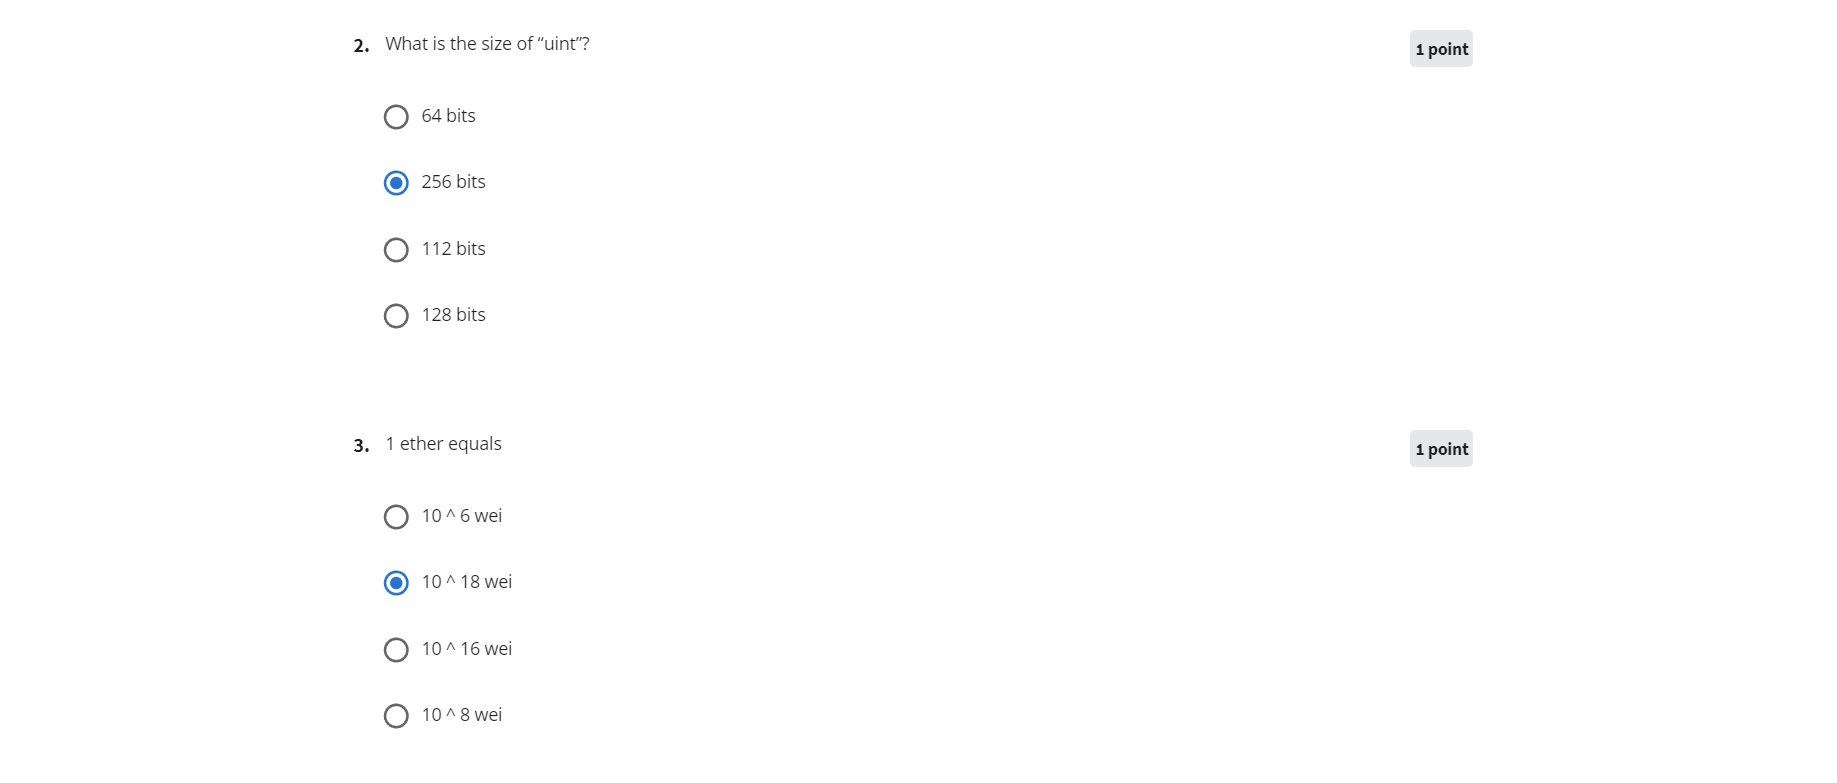 2. What is the size of “uint”?
1 point
64 bits
256 bits
112 bits
128 bits
3. 1 ether equals
1 point
10 ^ 6 wei
10 ^ 18 wei
10 ^ 16 wei
10 ^ 8 wei